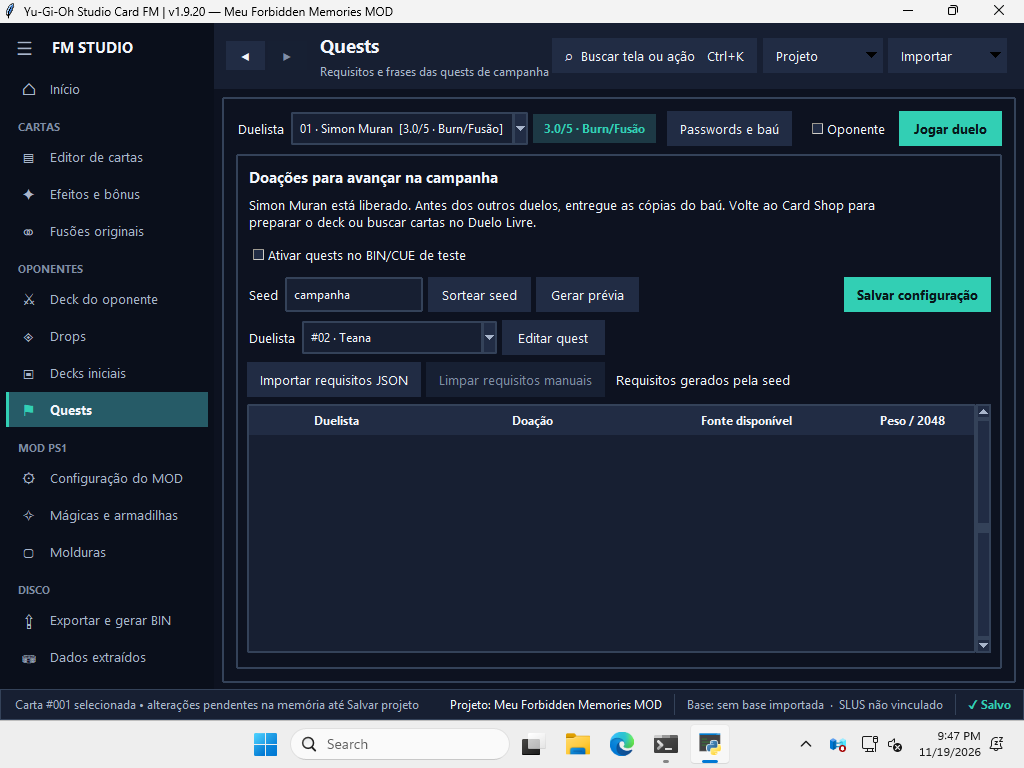 Yu-Gi-Oh Studio Card FM | v1.9.20 — Meu Forbidden Memories MOD
FM STUDIO
Início
CARTAS
Editor de cartas
Efeitos e bônus
Fusões originais
OPONENTES
Deck do oponente
Drops
Decks iniciais
Quests
MOD PS1
Configuração do MOD
Mágicas e armadilhas
Molduras
DISCO
Exportar e gerar BIN
Dados extraídos
Quests
Requisitos e frases das quests de campanha
Buscar tela ou ação Ctrl+K
Projeto
Importar
Duelista
01 · Simon Muran [3.0/5 · Burn/Fusão]
3.0/5 · Burn/Fusão
Passwords e baú
Oponente
Jogar duelo
Doações para avançar na campanha
Simon Muran está liberado. Antes dos outros duelos, entregue as cópias do baú. Volte ao Card Shop para
preparar o deck ou buscar cartas no Duelo Livre.
Ativar quests no BIN/CUE de teste
Seed
campanha
Sortear seed
Gerar prévia
Salvar configuração
Duelista
#02 · Teana
Editar quest
Importar requisitos JSON
Limpar requisitos manuais
Requisitos gerados pela seed
Duelista
Doação
Fonte disponível
Peso / 2048
Carta #001 selecionada • alterações pendentes na memória até Salvar projeto
Projeto: Meu Forbidden Memories MOD
Base: sem base importada · SLUS não vinculado
✓ Salvo
Search
9:47 PM
11/19/2026